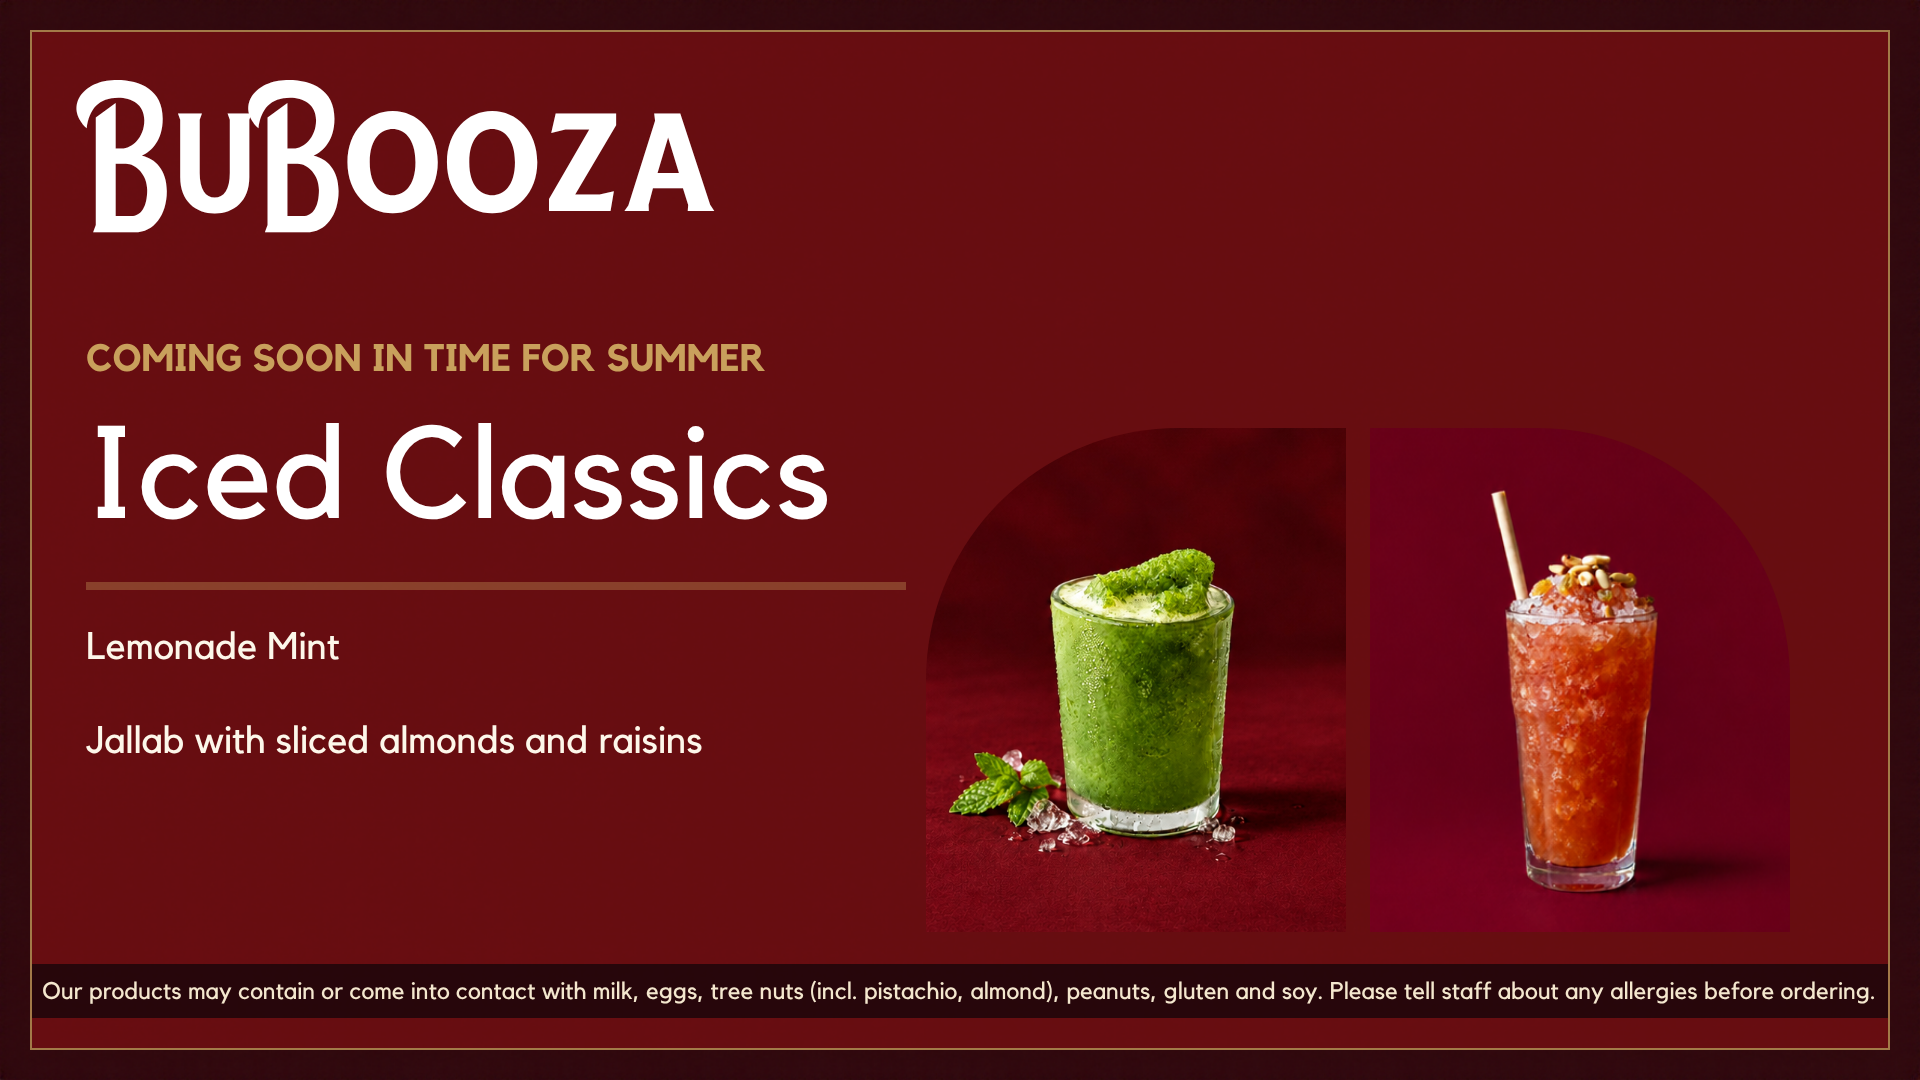 BUBOOZA
COMING SOON IN TIME FOR SUMMER
Iced Classics
Lemonade Mint
Jallab with sliced almonds and raisins
Our products may contain or come into contact with milk, eggs, tree nuts (incl. pistachio, almond), peanuts, gluten and soy. Please tell staff about any allergies before ordering.